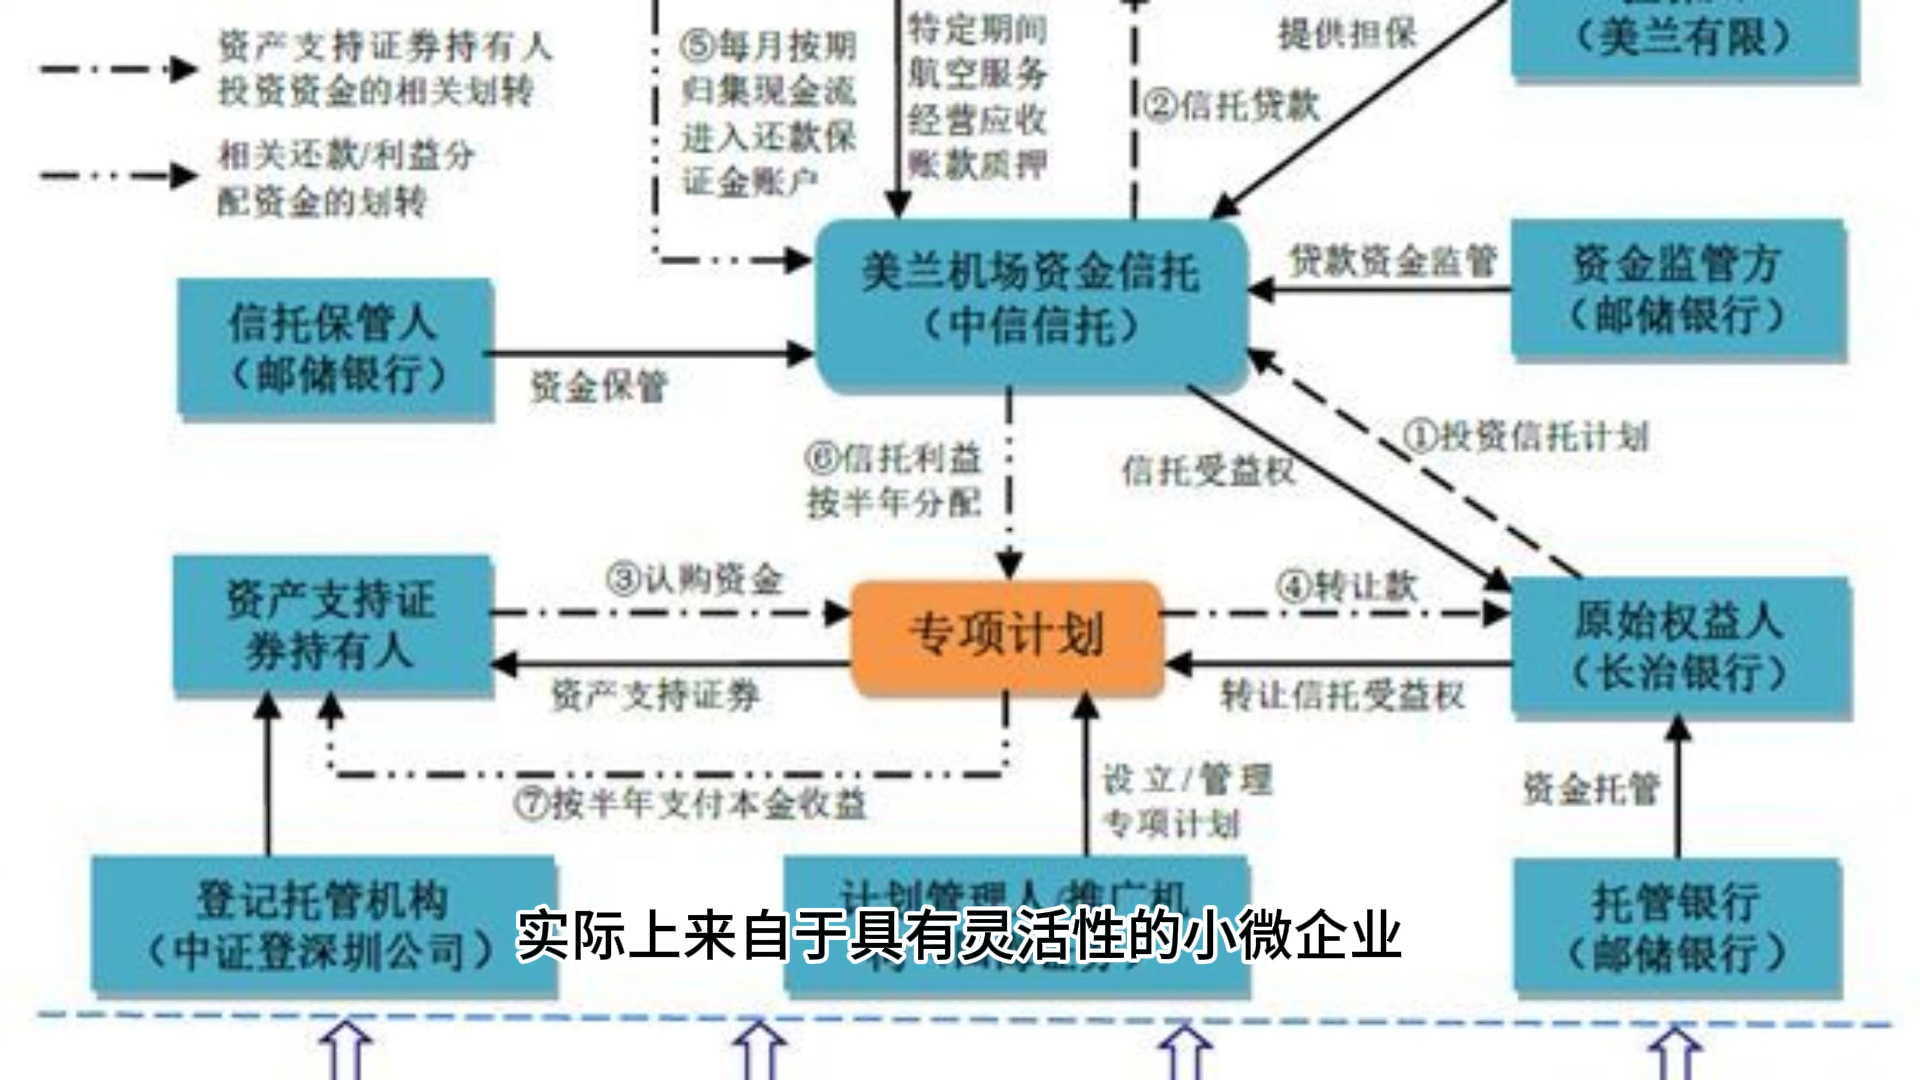 资产支持证券持有人
投资资金的相关划转
相关还款/利益分
配资金的划转
⑤每月按期
归集现金流
进入还款保
证金账户
特定期间
航空服务
经营应收
账款质押
②信托贷款
提供担保
（美兰有限）
信托保管人
（邮储银行）
资金保管
美兰机场资金信托
（中信信托）
贷款资金监管
资金监管方
（邮储银行）
⑥信托利益
按半年分配
信托受益权
①投资信托计划
资产支持证
券持有人
③认购资金
资产支持证券
专项计划
④转让款
转让信托受益权
原始权益人
（长治银行）
⑦按半年支付本金收益
设立/管理
专项计划
资金托管
登记托管机构
（中证登深圳公司）
计划管理人/推广机
托管银行
（邮储银行）
实际上来自于具有灵活性的小微企业